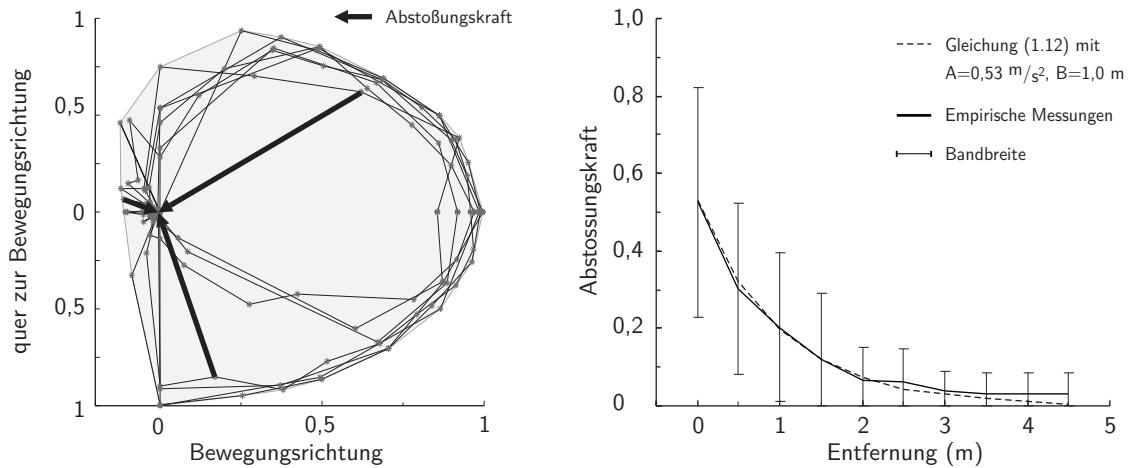 Abstoßungskraft
quer zur Bewegungsrichtung
1
0,5
0
0,5
1
0
0,5
1
Bewegungsrichtung
Gleichung (1.12) mit
A=0,53 m/s², B=1,0 m
Empirische Messungen
Bandbreite
Abstossungskraft
1,0
0,8
0,6
0,4
0,2
0
0
1
2
3
4
5
Entfernung (m)